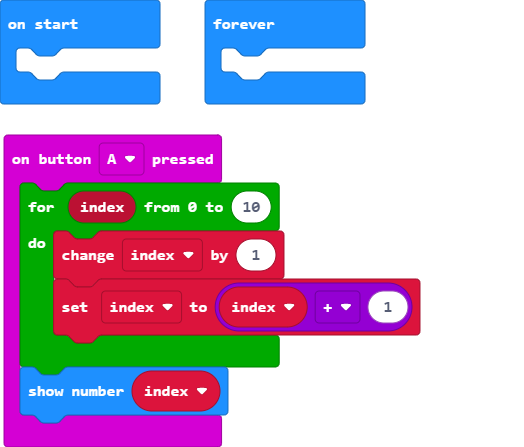 on start
forever
on button A pressed
for index from 0 to 10
do
change index by 1
set index to index + 1
show number index